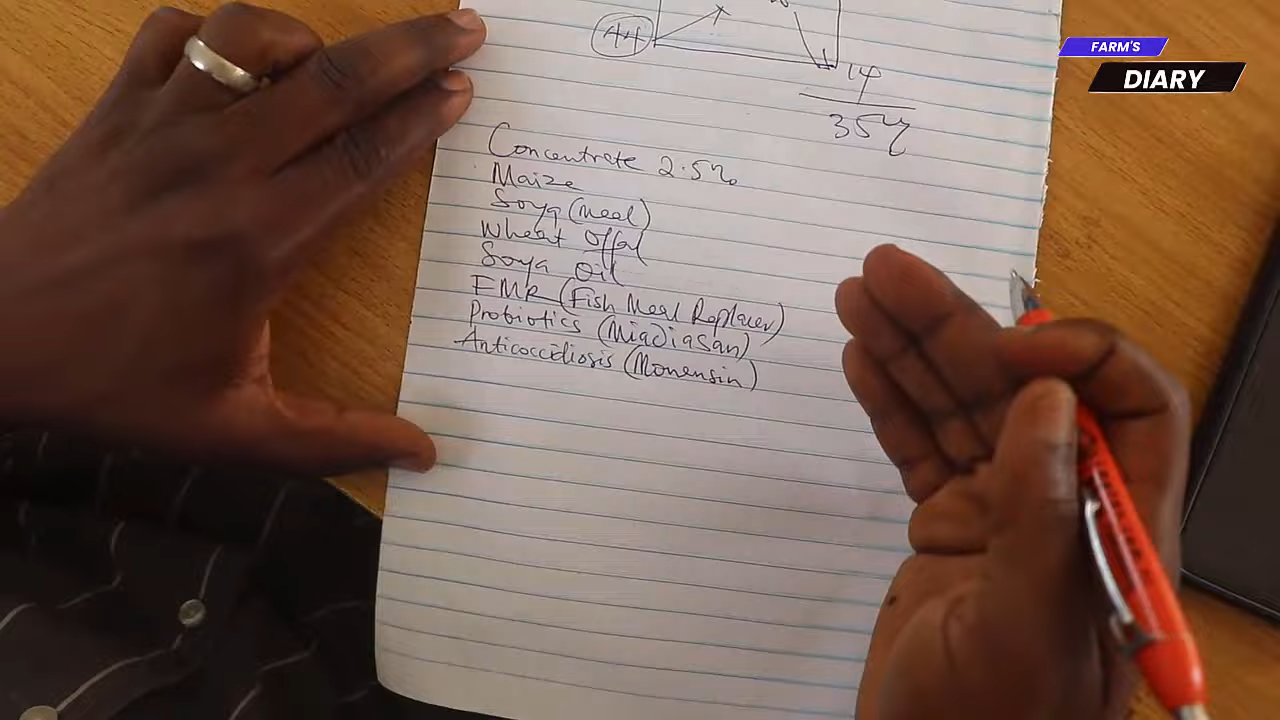 FARM'S
DIARY
44
14
35%
Concentrate 2.5%
Maize
Soya (Meal)
Wheat Offal
Soya Oil
FMR (Fish Meal Replacer)
Probiotics (Miadiasan)
Anticoccidiosis (Monensin)